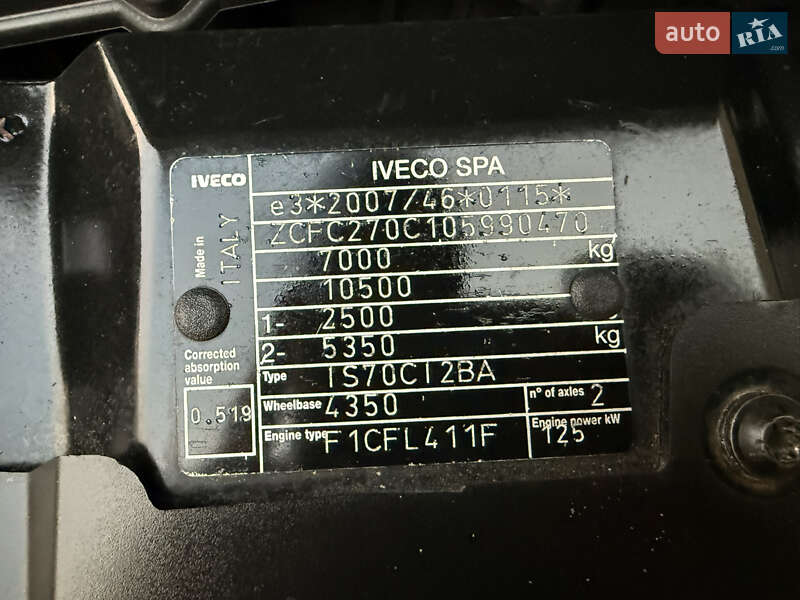 auto RIA .com
IVECO
IVECO SPA
e3*2007/46*0115*
Made in ITALY
ZCFC270C105990470
7000 kg
10500
1- 2500
2- 5350 kg
Corrected absorption value
Type IS70CI2BA
0.519
Wheelbase 4350
n° of axles 2
Engine type F1CFL411F
Engine power kW 125